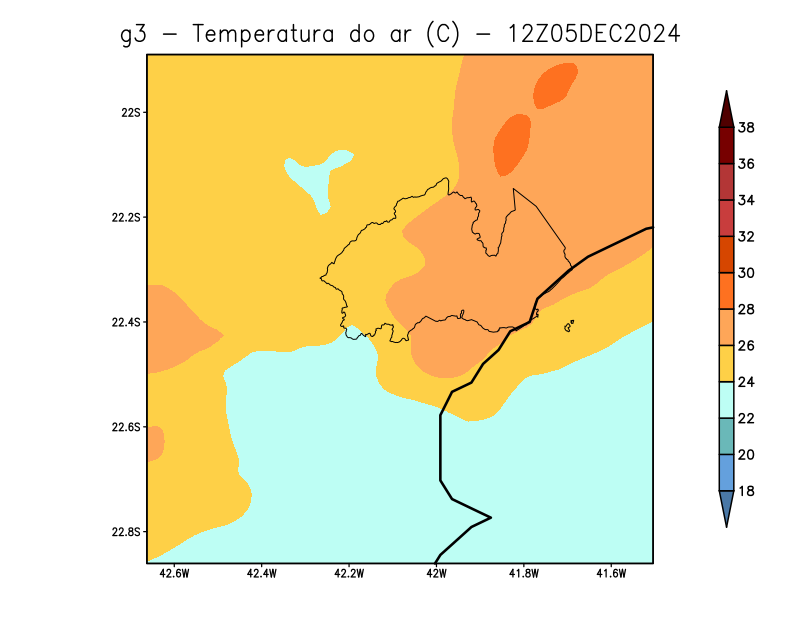 g3 - Temperatura do ar (C) - 12Z05DEC2024
22S
22.2S
22.4S
22.6S
22.8S
42.6W
42.4W
42.2W
42W
41.8W
41.6W
38
36
34
32
30
28
26
24
22
20
18